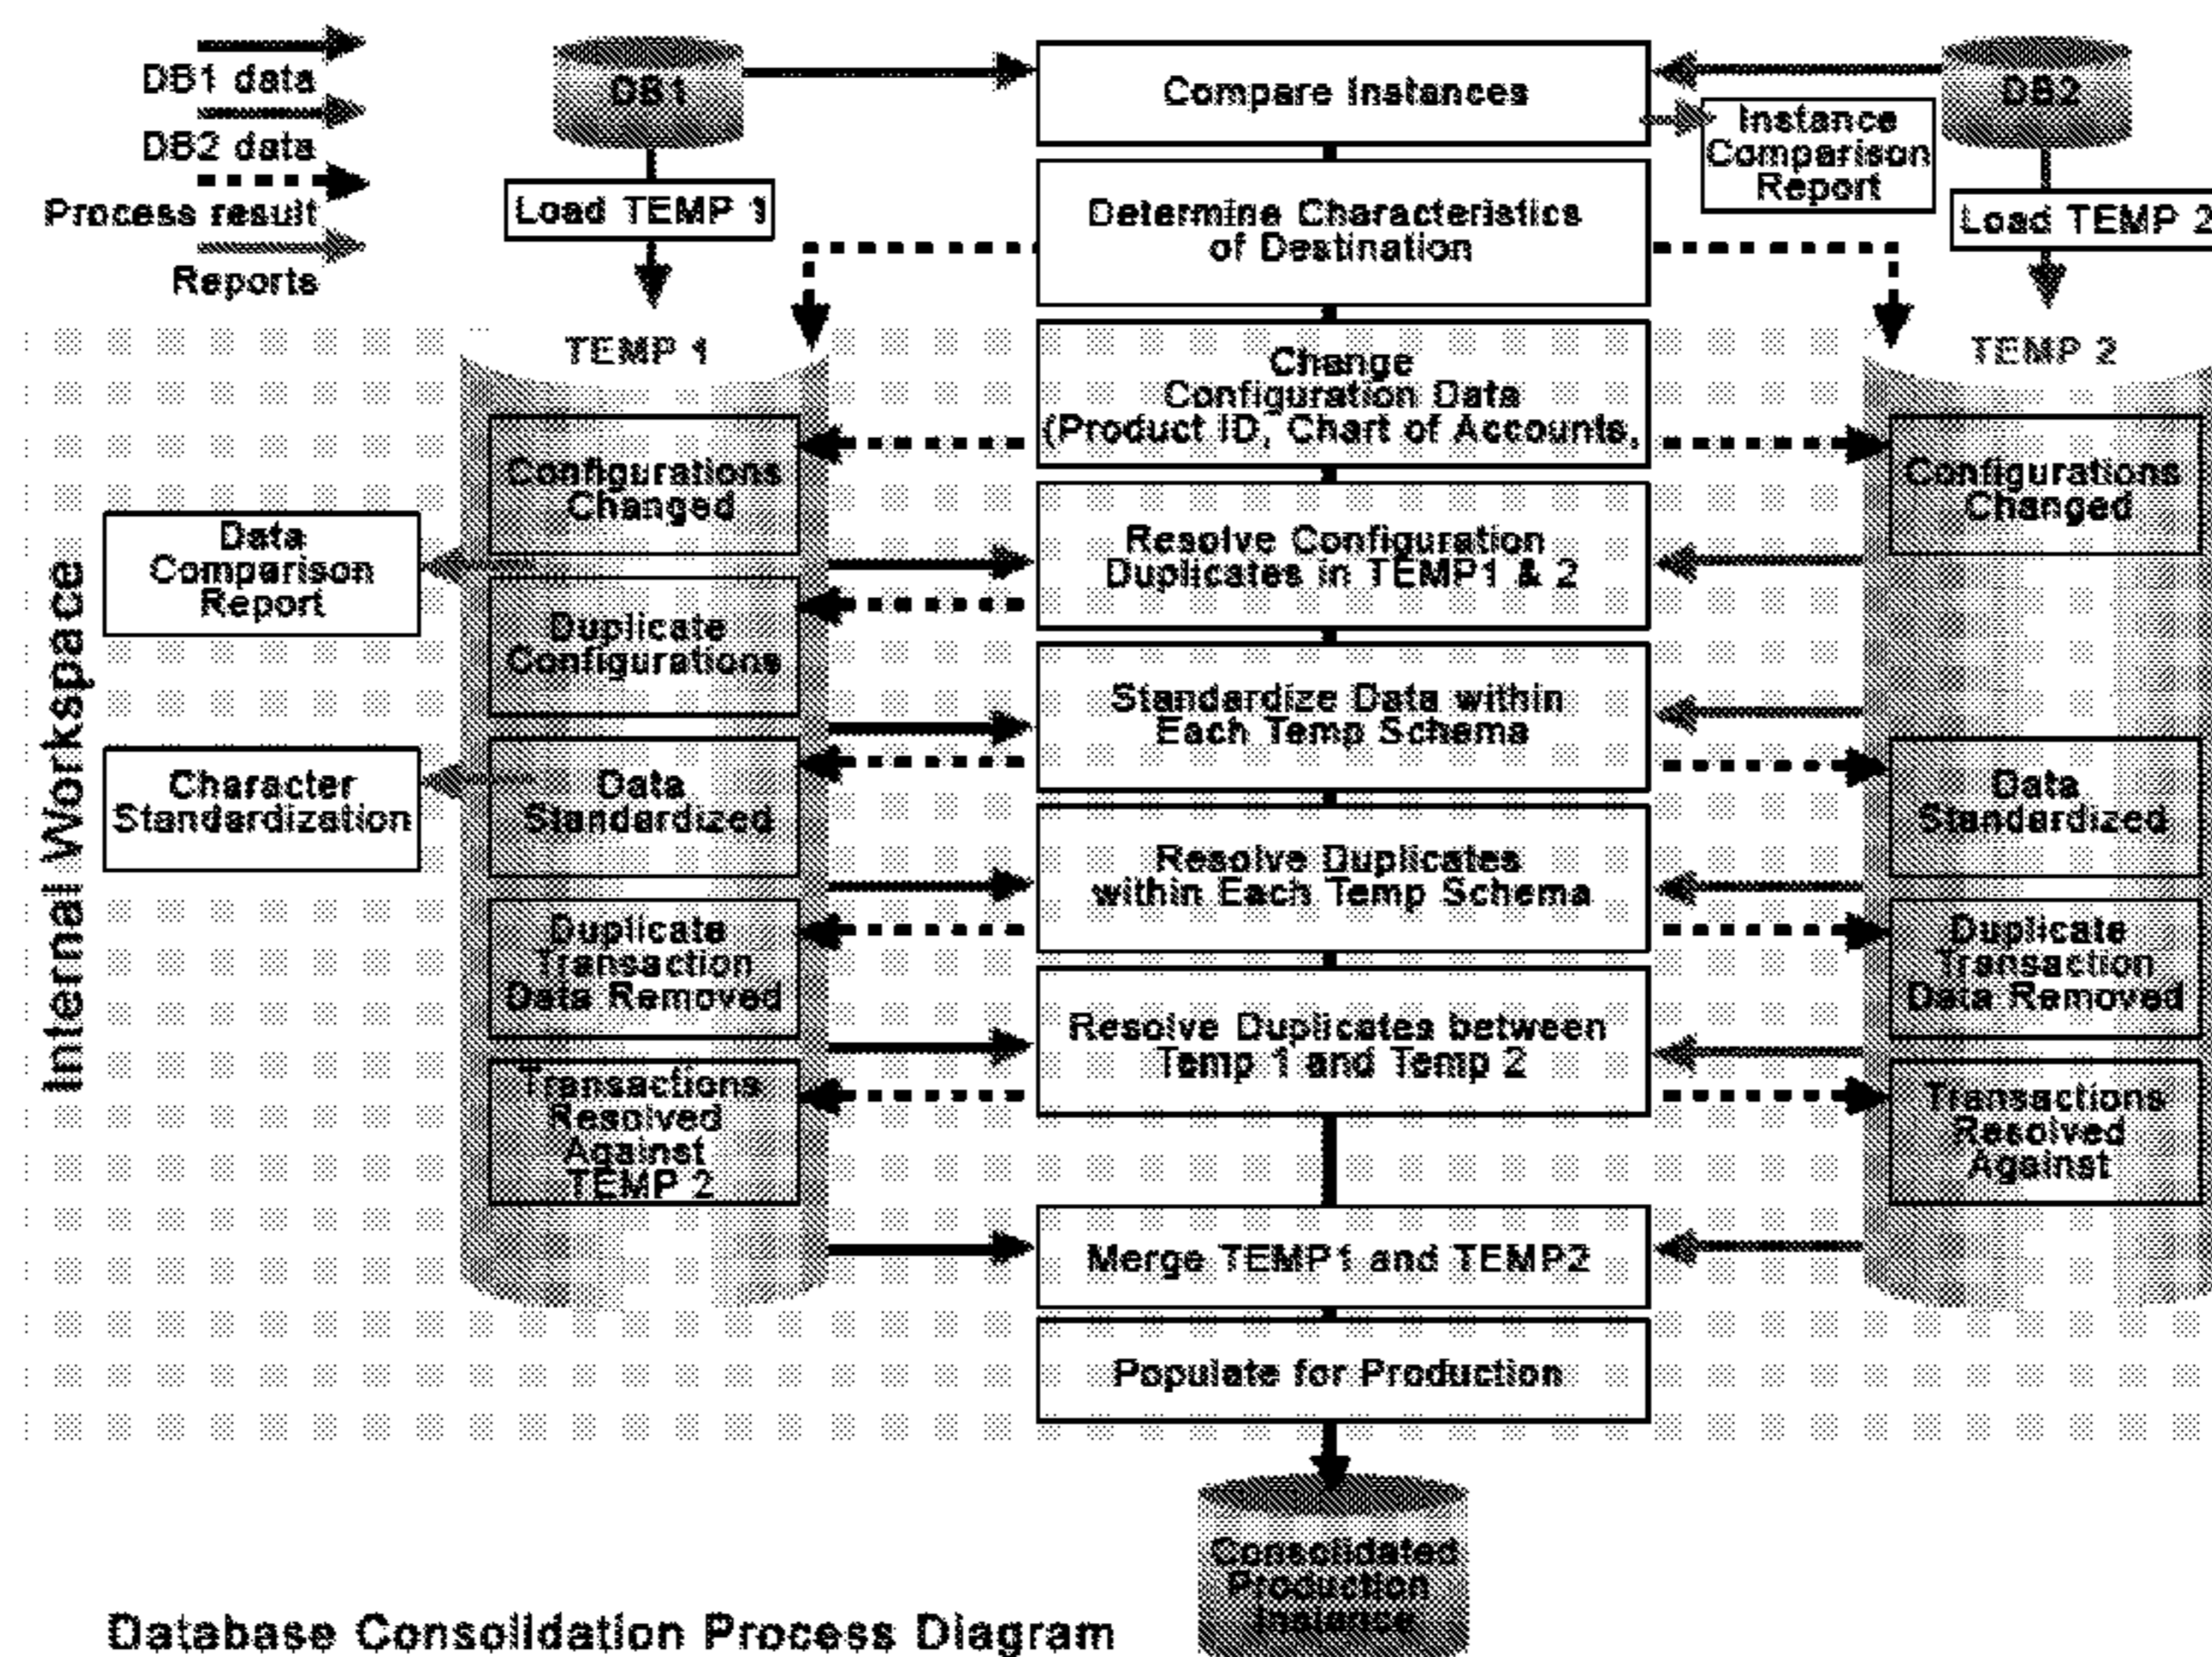 DB1 data
DB2 data
Process result
Reports
DB1
Load TEMP 1
Compare Instances
DB2
Instance
Comparison
Report
Load TEMP 2
Determine Characteristics
of Destination
TEMP 1
TEMP 2
Change
Configuration Data
(Product ID, Chart of Accounts,
Configurations
Changed
Configurations
Changed
Data
Comparison
Report
Resolve Configuration
Duplicates in TEMP1 & 2
Duplicate
Configurations
Internal Workspace
Standardize Data within
Each Temp Schema
Character
Standardization
Data
Standardized
Data
Standardized
Resolve Duplicates
within Each Temp Schema
Duplicate
Transaction
Data Removed
Duplicate
Transaction
Data Removed
Resolve Duplicates between
Temp 1 and Temp 2
Transactions
Resolved
Against
TEMP 2
Transactions
Resolved
Against
Merge TEMP1 and TEMP2
Populate for Production
Consolidated
Production
Instance
Database Consolidation Process Diagram